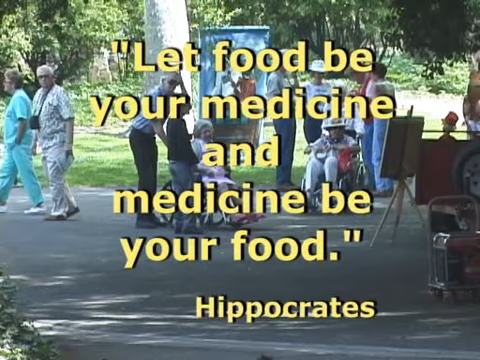 "Let food be
your medicine
and
medicine be
your food."
Hippocrates